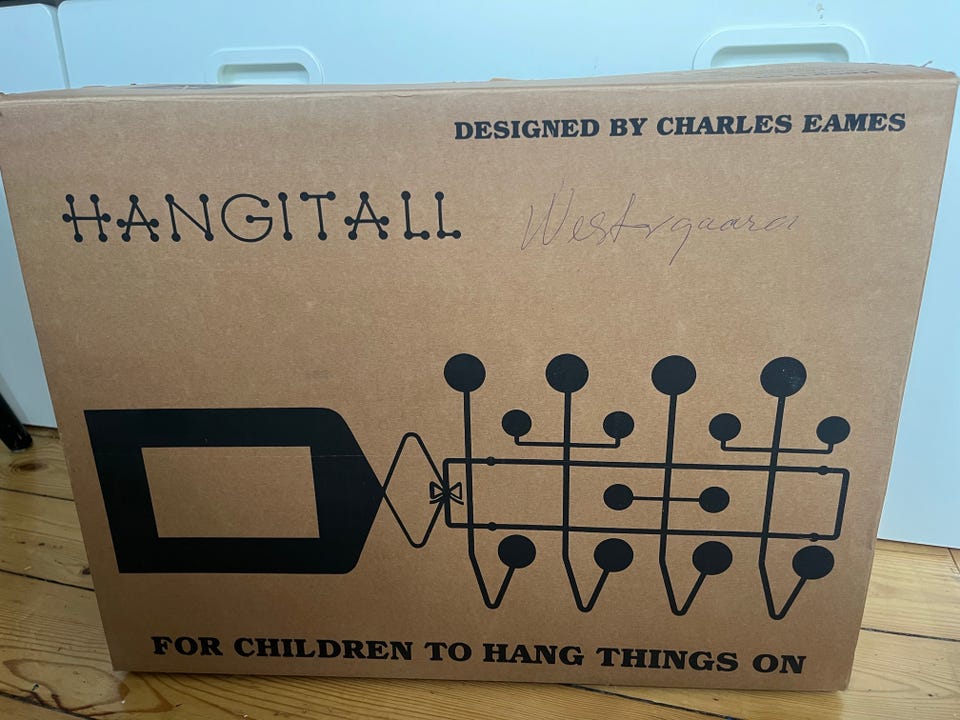 DESIGNED BY CHARLES EAMES
HANGITALL
Westergaard
FOR CHILDREN TO HANG THINGS ON